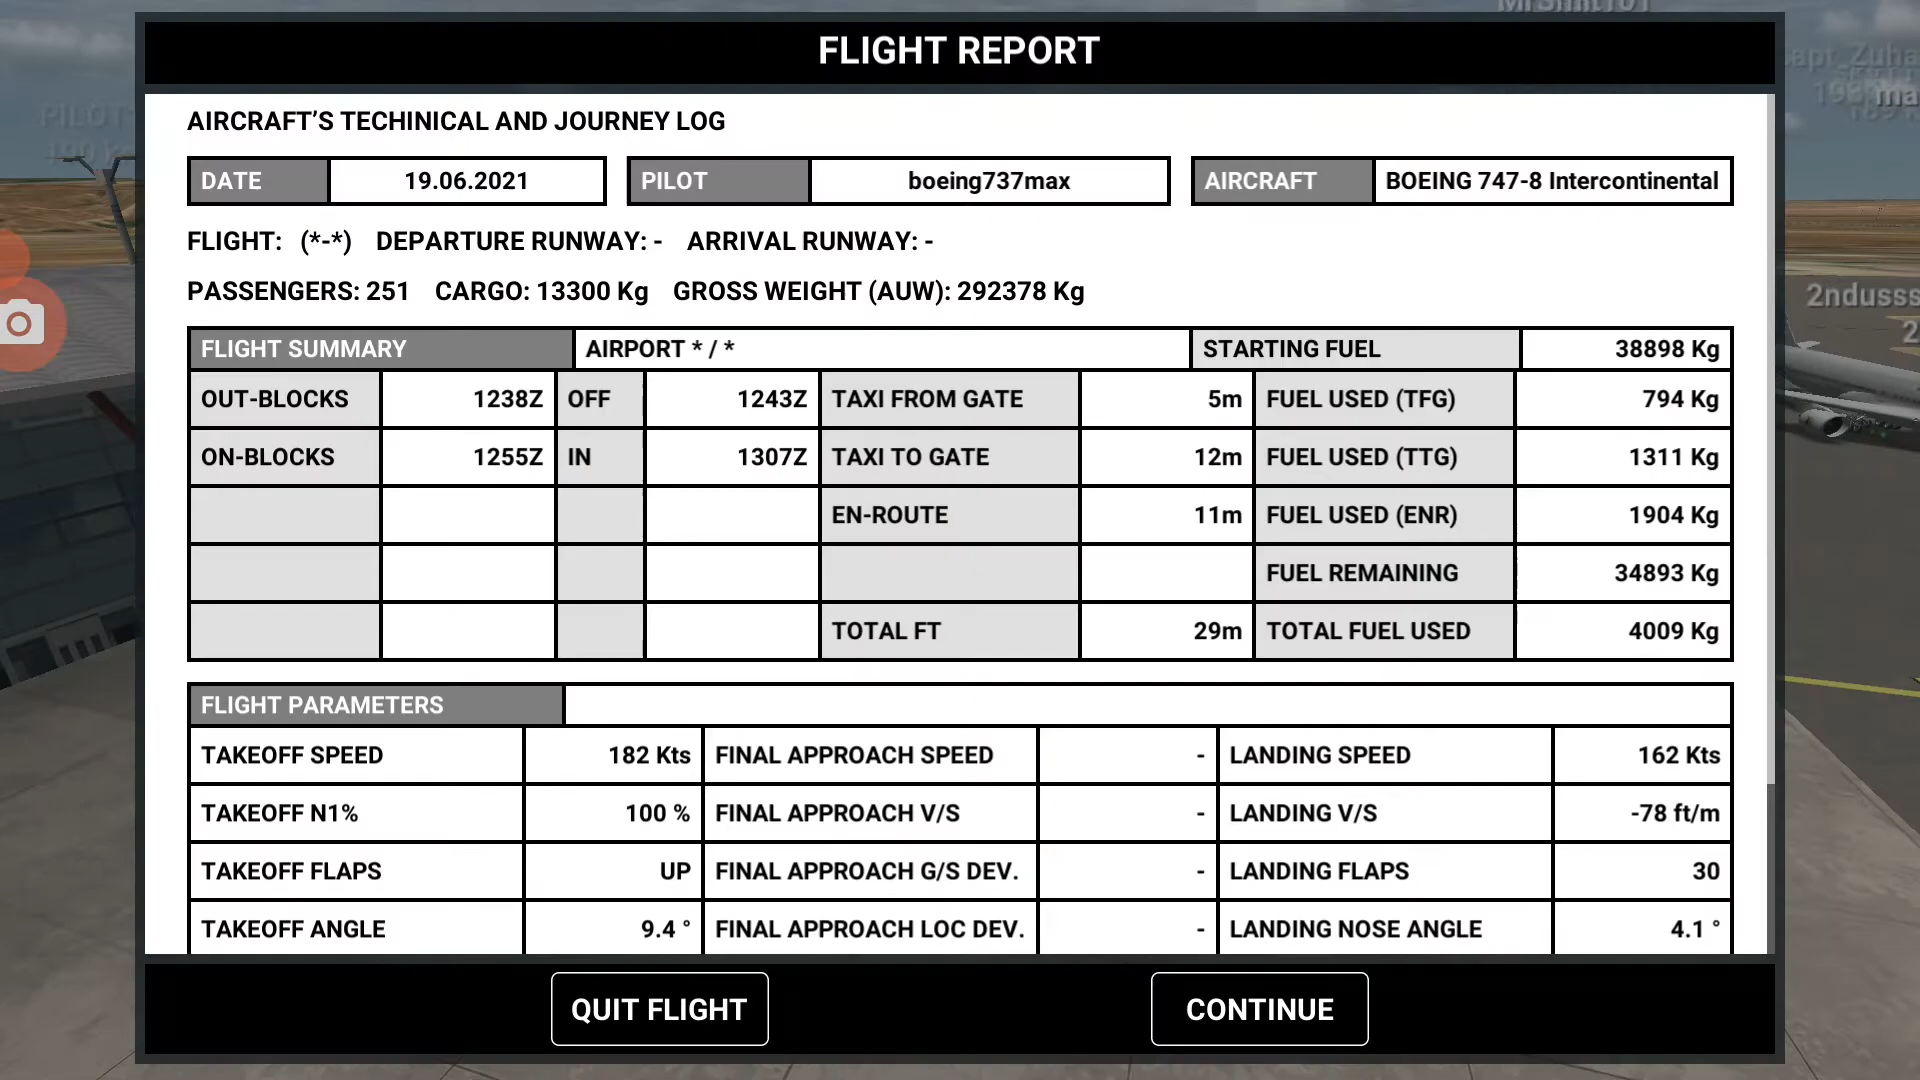 MrSmit101
FLIGHT REPORT
AIRCRAFT’S TECHINICAL AND JOURNEY LOG
DATE 19.06.2021 PILOT boeing737max AIRCRAFT BOEING 747-8 Intercontinental
FLIGHT: (*-*) DEPARTURE RUNWAY: - ARRIVAL RUNWAY: -
PASSENGERS: 251 CARGO: 13300 Kg GROSS WEIGHT (AUW): 292378 Kg
FLIGHT SUMMARY AIRPORT * / * STARTING FUEL 38898 Kg
OUT-BLOCKS 1238Z OFF 1243Z TAXI FROM GATE 5m FUEL USED (TFG) 794 Kg
ON-BLOCKS 1255Z IN 1307Z TAXI TO GATE 12m FUEL USED (TTG) 1311 Kg
EN-ROUTE 11m FUEL USED (ENR) 1904 Kg
FUEL REMAINING 34893 Kg
TOTAL FT 29m TOTAL FUEL USED 4009 Kg
FLIGHT PARAMETERS
TAKEOFF SPEED 182 Kts FINAL APPROACH SPEED - LANDING SPEED 162 Kts
TAKEOFF N1% 100 % FINAL APPROACH V/S - LANDING V/S -78 ft/m
TAKEOFF FLAPS UP FINAL APPROACH G/S DEV. - LANDING FLAPS 30
TAKEOFF ANGLE 9.4 ° FINAL APPROACH LOC DEV. - LANDING NOSE ANGLE 4.1 °
QUIT FLIGHT CONTINUE
PILOT
2ndusss